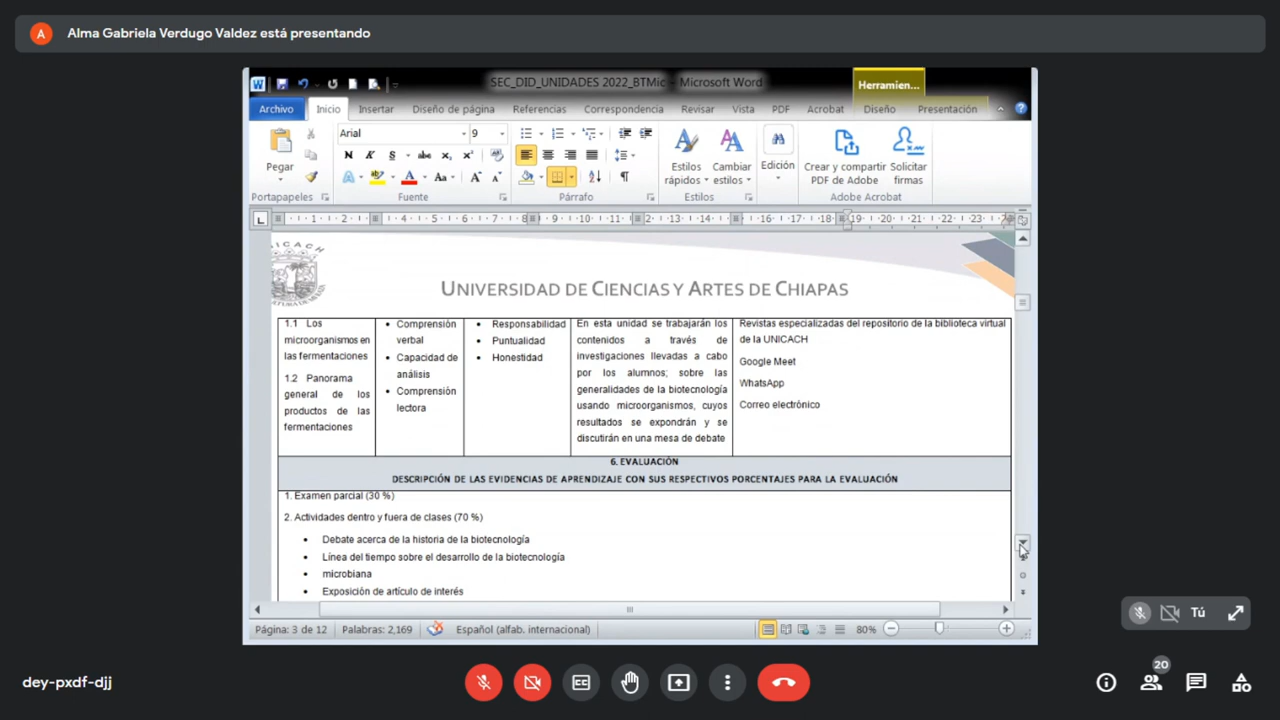 A Alma Gabriela Verdugo Valdez está presentando
SEC_DID_UNIDADES 2022_BTMic - Microsoft Word
Herramien...
Archivo Inicio Insertar Diseño de página Referencias Correspondencia Revisar Vista PDF Acrobat Diseño Presentación
Arial 9
Pegar
Estilos rápidos
Cambiar estilos
Edición
Crear y compartir PDF de Adobe
Solicitar firmas
Portapapeles Fuente Párrafo Estilos Adobe Acrobat
UNICACH
UNIVERSIDAD DE CIENCIAS Y ARTES DE CHIAPAS
1.1 Los
microorganismos en
las fermentaciones
1.2 Panorama
general de los
productos de las
fermentaciones
• Comprensión
verbal
• Capacidad de
análisis
• Comprensión
lectora
• Responsabilidad
• Puntualidad
• Honestidad
En esta unidad se trabajarán los
contenidos a través de
investigaciones llevadas a cabo
por los alumnos; sobre las
generalidades de la biotecnología
usando microorganismos, cuyos
resultados se expondrán y se
discutirán en una mesa de debate
Revistas especializadas del repositorio de la biblioteca virtual
de la UNICACH
Google Meet
WhatsApp
Correo electrónico
6. EVALUACIÓN
DESCRIPCIÓN DE LAS EVIDENCIAS DE APRENDIZAJE CON SUS RESPECTIVOS PORCENTAJES PARA LA EVALUACIÓN
1. Examen parcial (30 %)
2. Actividades dentro y fuera de clases (70 %)
• Debate acerca de la historia de la biotecnología
• Línea del tiempo sobre el desarrollo de la biotecnología
• microbiana
• Exposición de artículo de interés
Página: 3 de 12 Palabras: 2,169 Español (alfab. internacional) 80%
Tú
dey-pxdf-djj
20